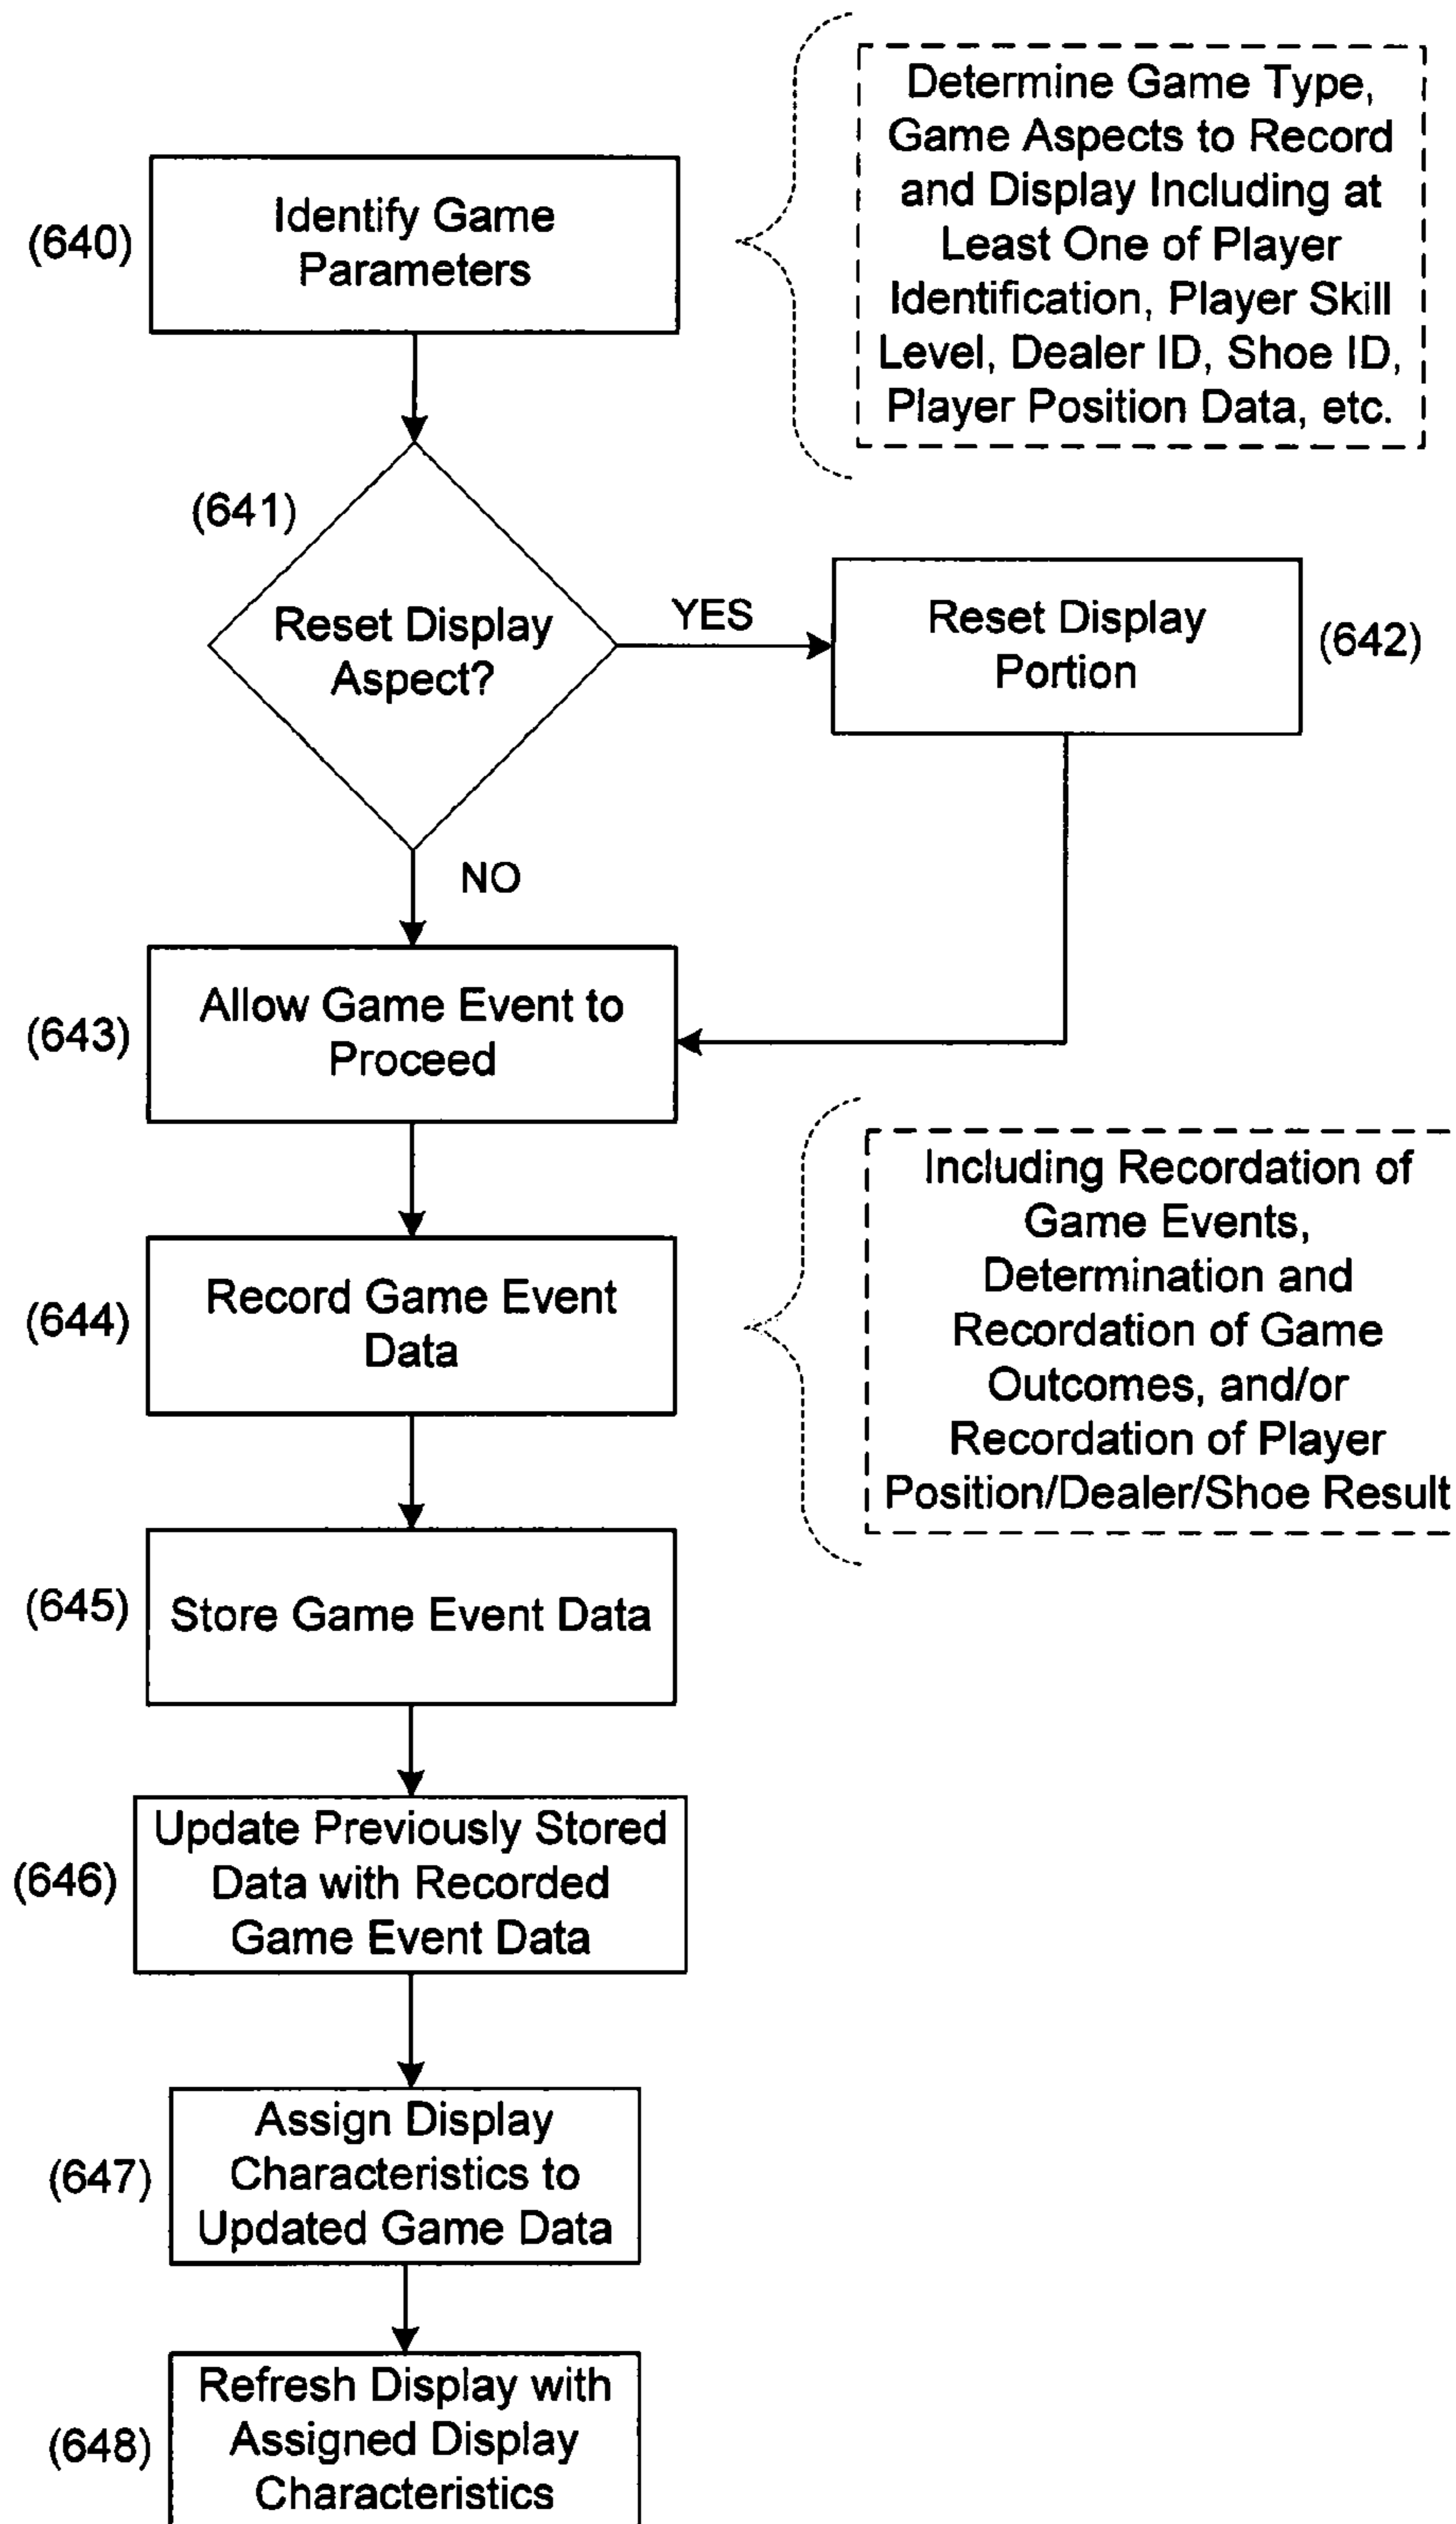 (640)
Identify Game
Parameters
Determine Game Type,
Game Aspects to Record
and Display Including at
Least One of Player
Identification, Player Skill
Level, Dealer ID, Shoe ID,
Player Position Data, etc.
(641)
Reset Display
Aspect?
YES
Reset Display
Portion
(642)
NO
(643)
Allow Game Event to
Proceed
(644)
Record Game Event
Data
Including Recordation of
Game Events,
Determination and
Recordation of Game
Outcomes, and/or
Recordation of Player
Position/Dealer/Shoe Result
(645)
Store Game Event Data
(646)
Update Previously Stored
Data with Recorded
Game Event Data
(647)
Assign Display
Characteristics to
Updated Game Data
(648)
Refresh Display with
Assigned Display
Characteristics